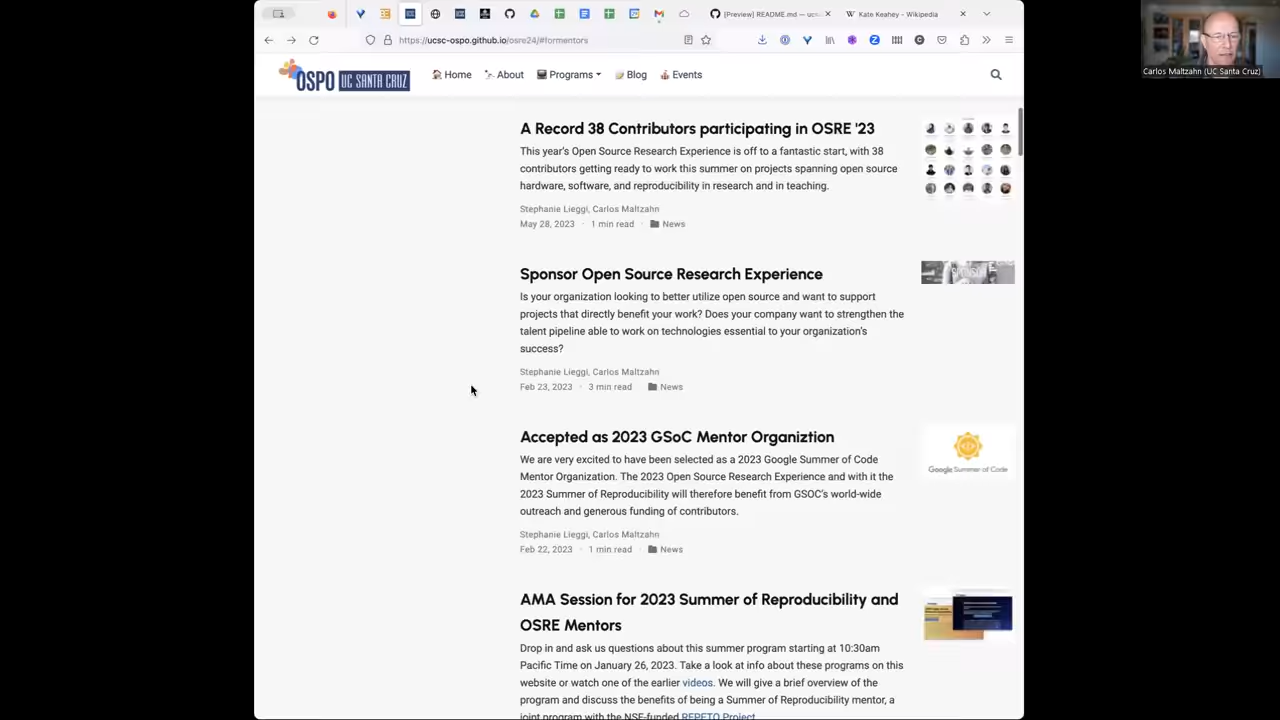 [Preview] README.md — uc
Kate Keahey - Wikipedia
https://ucsc-ospo.github.io/osre24/#formentors
OSPO UC SANTA CRUZ
Home
About
Programs
Blog
Events
Carlos Maltzahn (UC Santa Cruz)
A Record 38 Contributors participating in OSRE '23
This year's Open Source Research Experience is off to a fantastic start, with 38
contributors getting ready to work this summer on projects spanning open source
hardware, software, and reproducibility in research and in teaching.
Stephanie Lieggi, Carlos Maltzahn
May 28, 2023 · 1 min read · News
Sponsor Open Source Research Experience
Is your organization looking to better utilize open source and want to support
projects that directly benefit your work? Does your company want to strengthen the
talent pipeline able to work on technologies essential to your organization's
success?
Stephanie Lieggi, Carlos Maltzahn
Feb 23, 2023 · 3 min read · News
SPONSOR
Accepted as 2023 GSoC Mentor Organiztion
We are very excited to have been selected as a 2023 Google Summer of Code
Mentor Organization. The 2023 Open Source Research Experience and with it the
2023 Summer of Reproducibility will therefore benefit from GSOC's world-wide
outreach and generous funding of contributors.
Stephanie Lieggi, Carlos Maltzahn
Feb 22, 2023 · 1 min read · News
Google Summer of Code
AMA Session for 2023 Summer of Reproducibility and
OSRE Mentors
Drop in and ask us questions about this summer program starting at 10:30am
Pacific Time on January 26, 2023. Take a look at info about these programs on this
website or watch one of the earlier videos. We will give a brief overview of the
program and discuss the benefits of being a Summer of Reproducibility mentor, a
joint program with the NSF-funded REPETO Project.